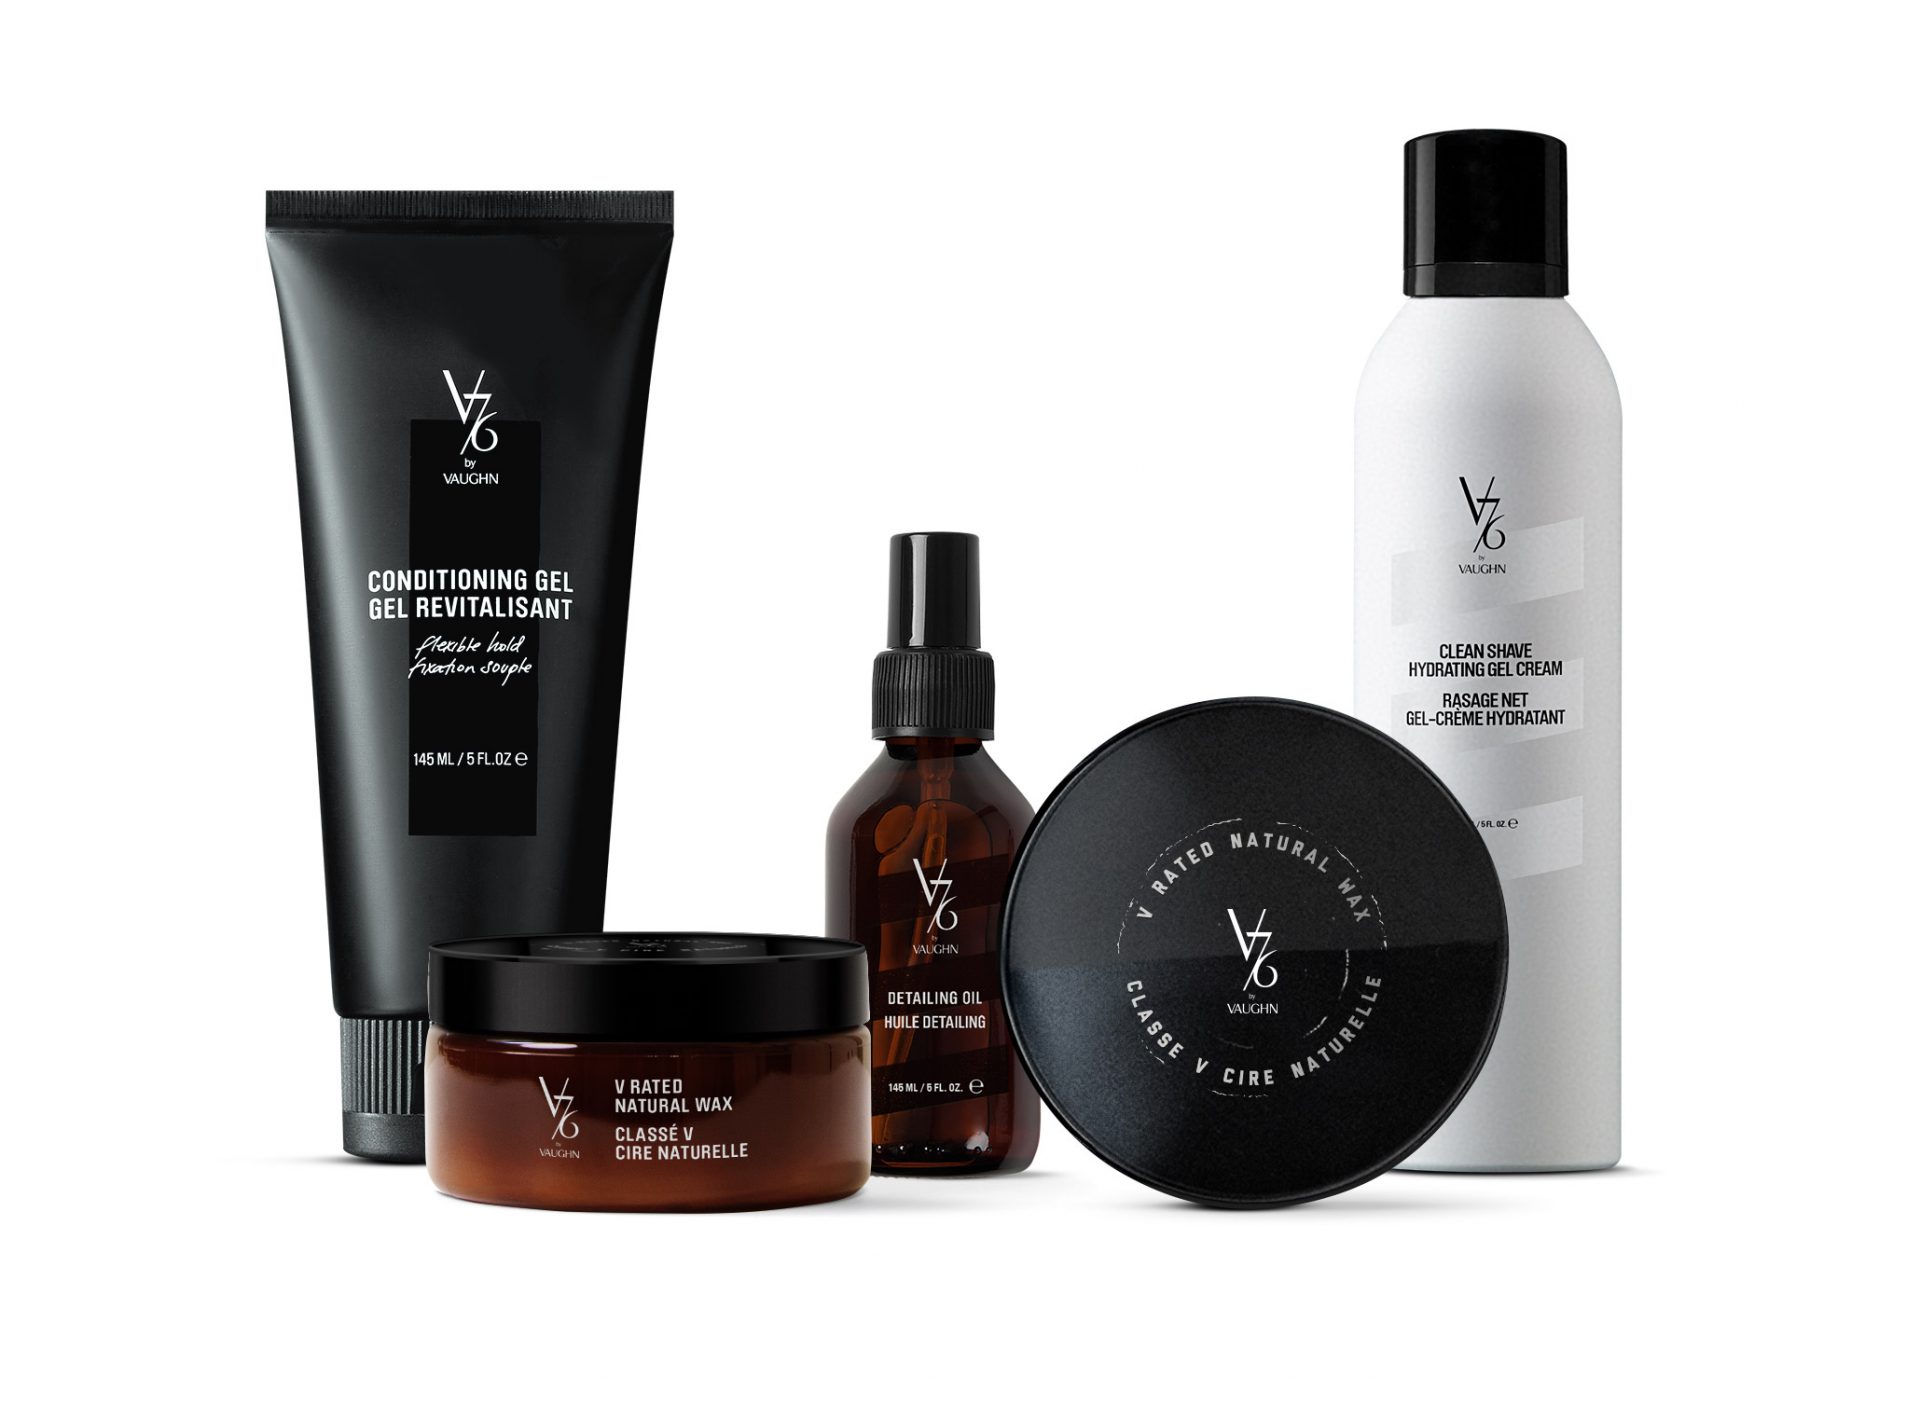 V76
by
VAUGHN
CONDITIONING GEL
GEL REVITALISANT
flexible hold
fixation souple
145 ML / 5 FL.OZ ℮
V76
by
VAUGHN
V RATED
NATURAL WAX
CLASSÉ V
CIRE NATURELLE
V76
by
VAUGHN
DETAILING OIL
HUILE DETAILING
145 ML / 5 FL. OZ. ℮
V RATED NATURAL WAX
V76
by
VAUGHN
CLASSE V CIRE NATURELLE
V76
by
VAUGHN
CLEAN SHAVE
HYDRATING GEL CREAM
RASAGE NET
GEL-CRÈME HYDRATANT
/ 5 FL. OZ. ℮